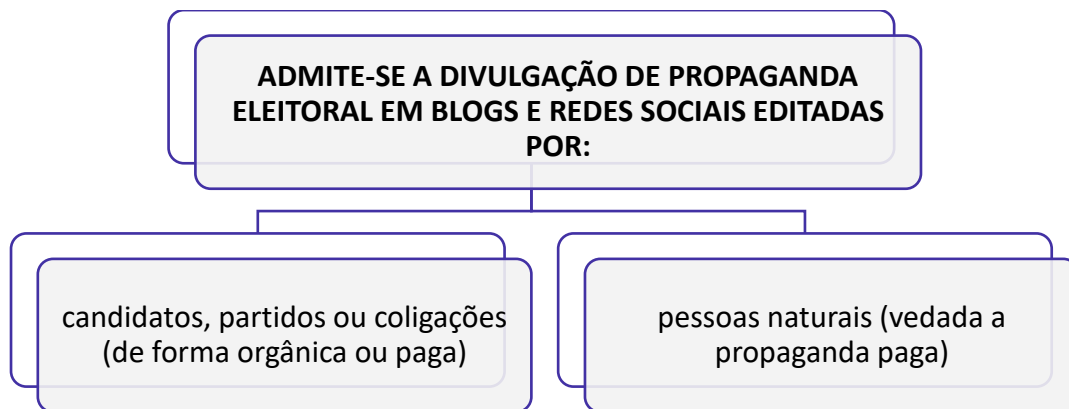 ADMITE-SE A DIVULGAÇÃO DE PROPAGANDA
ELEITORAL EM BLOGS E REDES SOCIAIS EDITADAS
POR:
candidatos, partidos ou coligações
(de forma orgânica ou paga)
pessoas naturais (vedada a
propaganda paga)